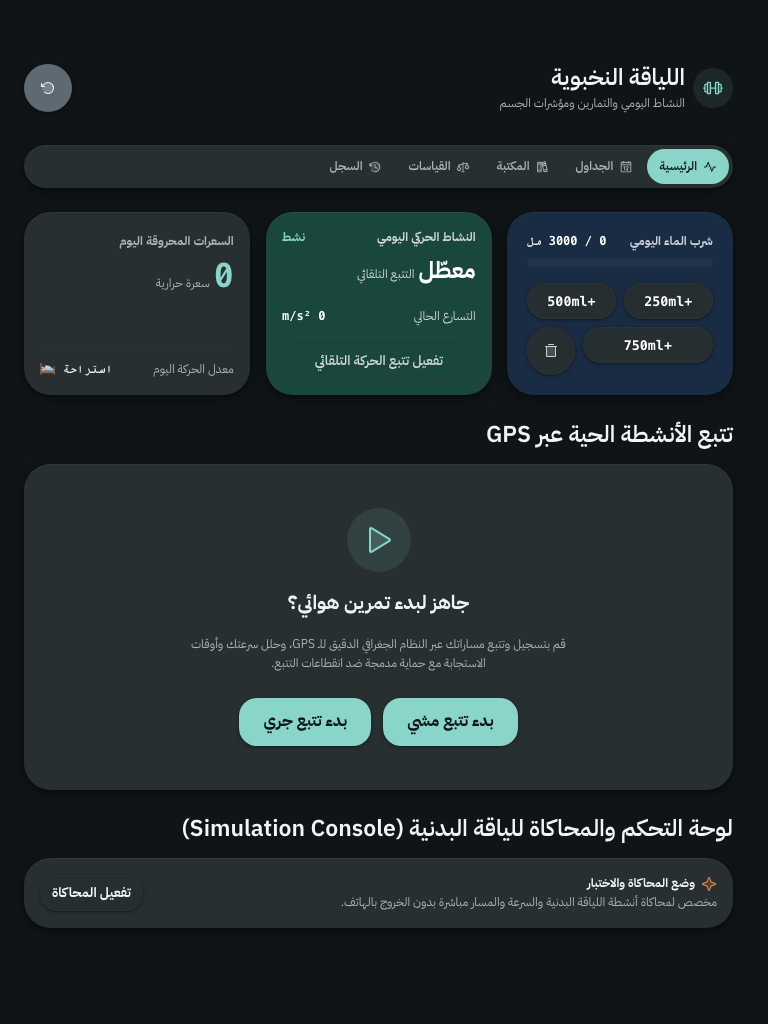 اللياقة النخبوية
النشاط اليومي والتمارين ومؤشرات الجسم
الرئيسية
الجداول
المكتبة
القياسات
السجل
شرب الماء اليومي
0 / 3000 مل
+250ml
+500ml
+750ml
النشاط الحركي اليومي
نشط
معطّل التتبع التلقائي
التسارع الحالي
0 m/s²
تفعيل تتبع الحركة التلقائي
السعرات المحروقة اليوم
0 سعرة حرارية
معدل الحركة اليوم
استراحة 🛌
تتبع الأنشطة الحية عبر GPS
جاهز لبدء تمرين هوائي؟
قم بتسجيل وتتبع مساراتك عبر النظام الجغرافي الدقيق للـ GPS، وحلل سرعتك وأوقات
الاستجابة مع حماية مدمجة ضد انقطاعات التتبع.
بدء تتبع مشي
بدء تتبع جري
لوحة التحكم والمحاكاة للياقة البدنية (Simulation Console)
وضع المحاكاة والاختبار
مخصص لمحاكاة أنشطة اللياقة البدنية والسرعة والمسار مباشرة بدون الخروج بالهاتف.
تفعيل المحاكاة